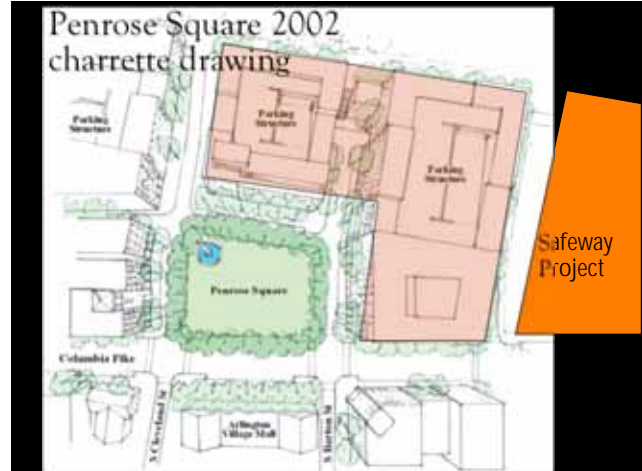 Penrose Square 2002
charrette drawing
Parking
Structure
Parking
Structure
Parking
Structure
Safeway
Project
Penrose Square
Columbia Pike
N Cleveland St
Arlington
Village Mall
N Barton St